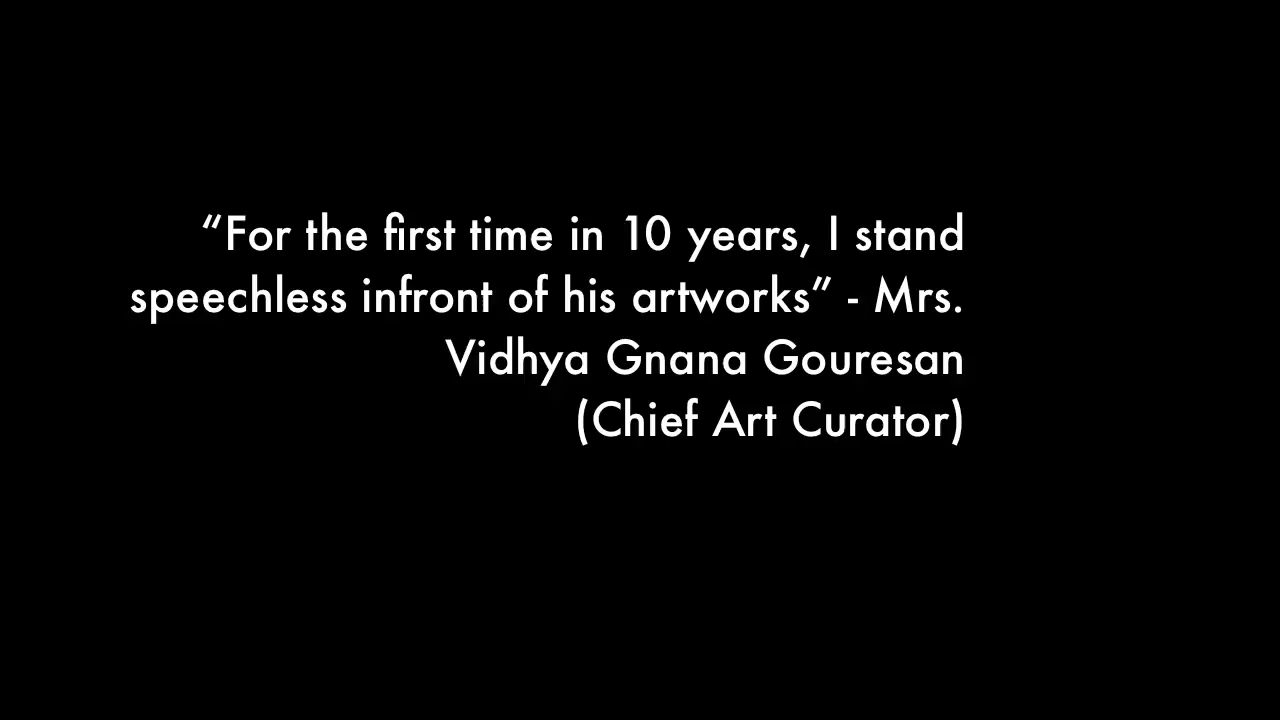 “For the first time in 10 years, I stand
speechless infront of his artworks” - Mrs.
Vidhya Gnana Gouresan
(Chief Art Curator)